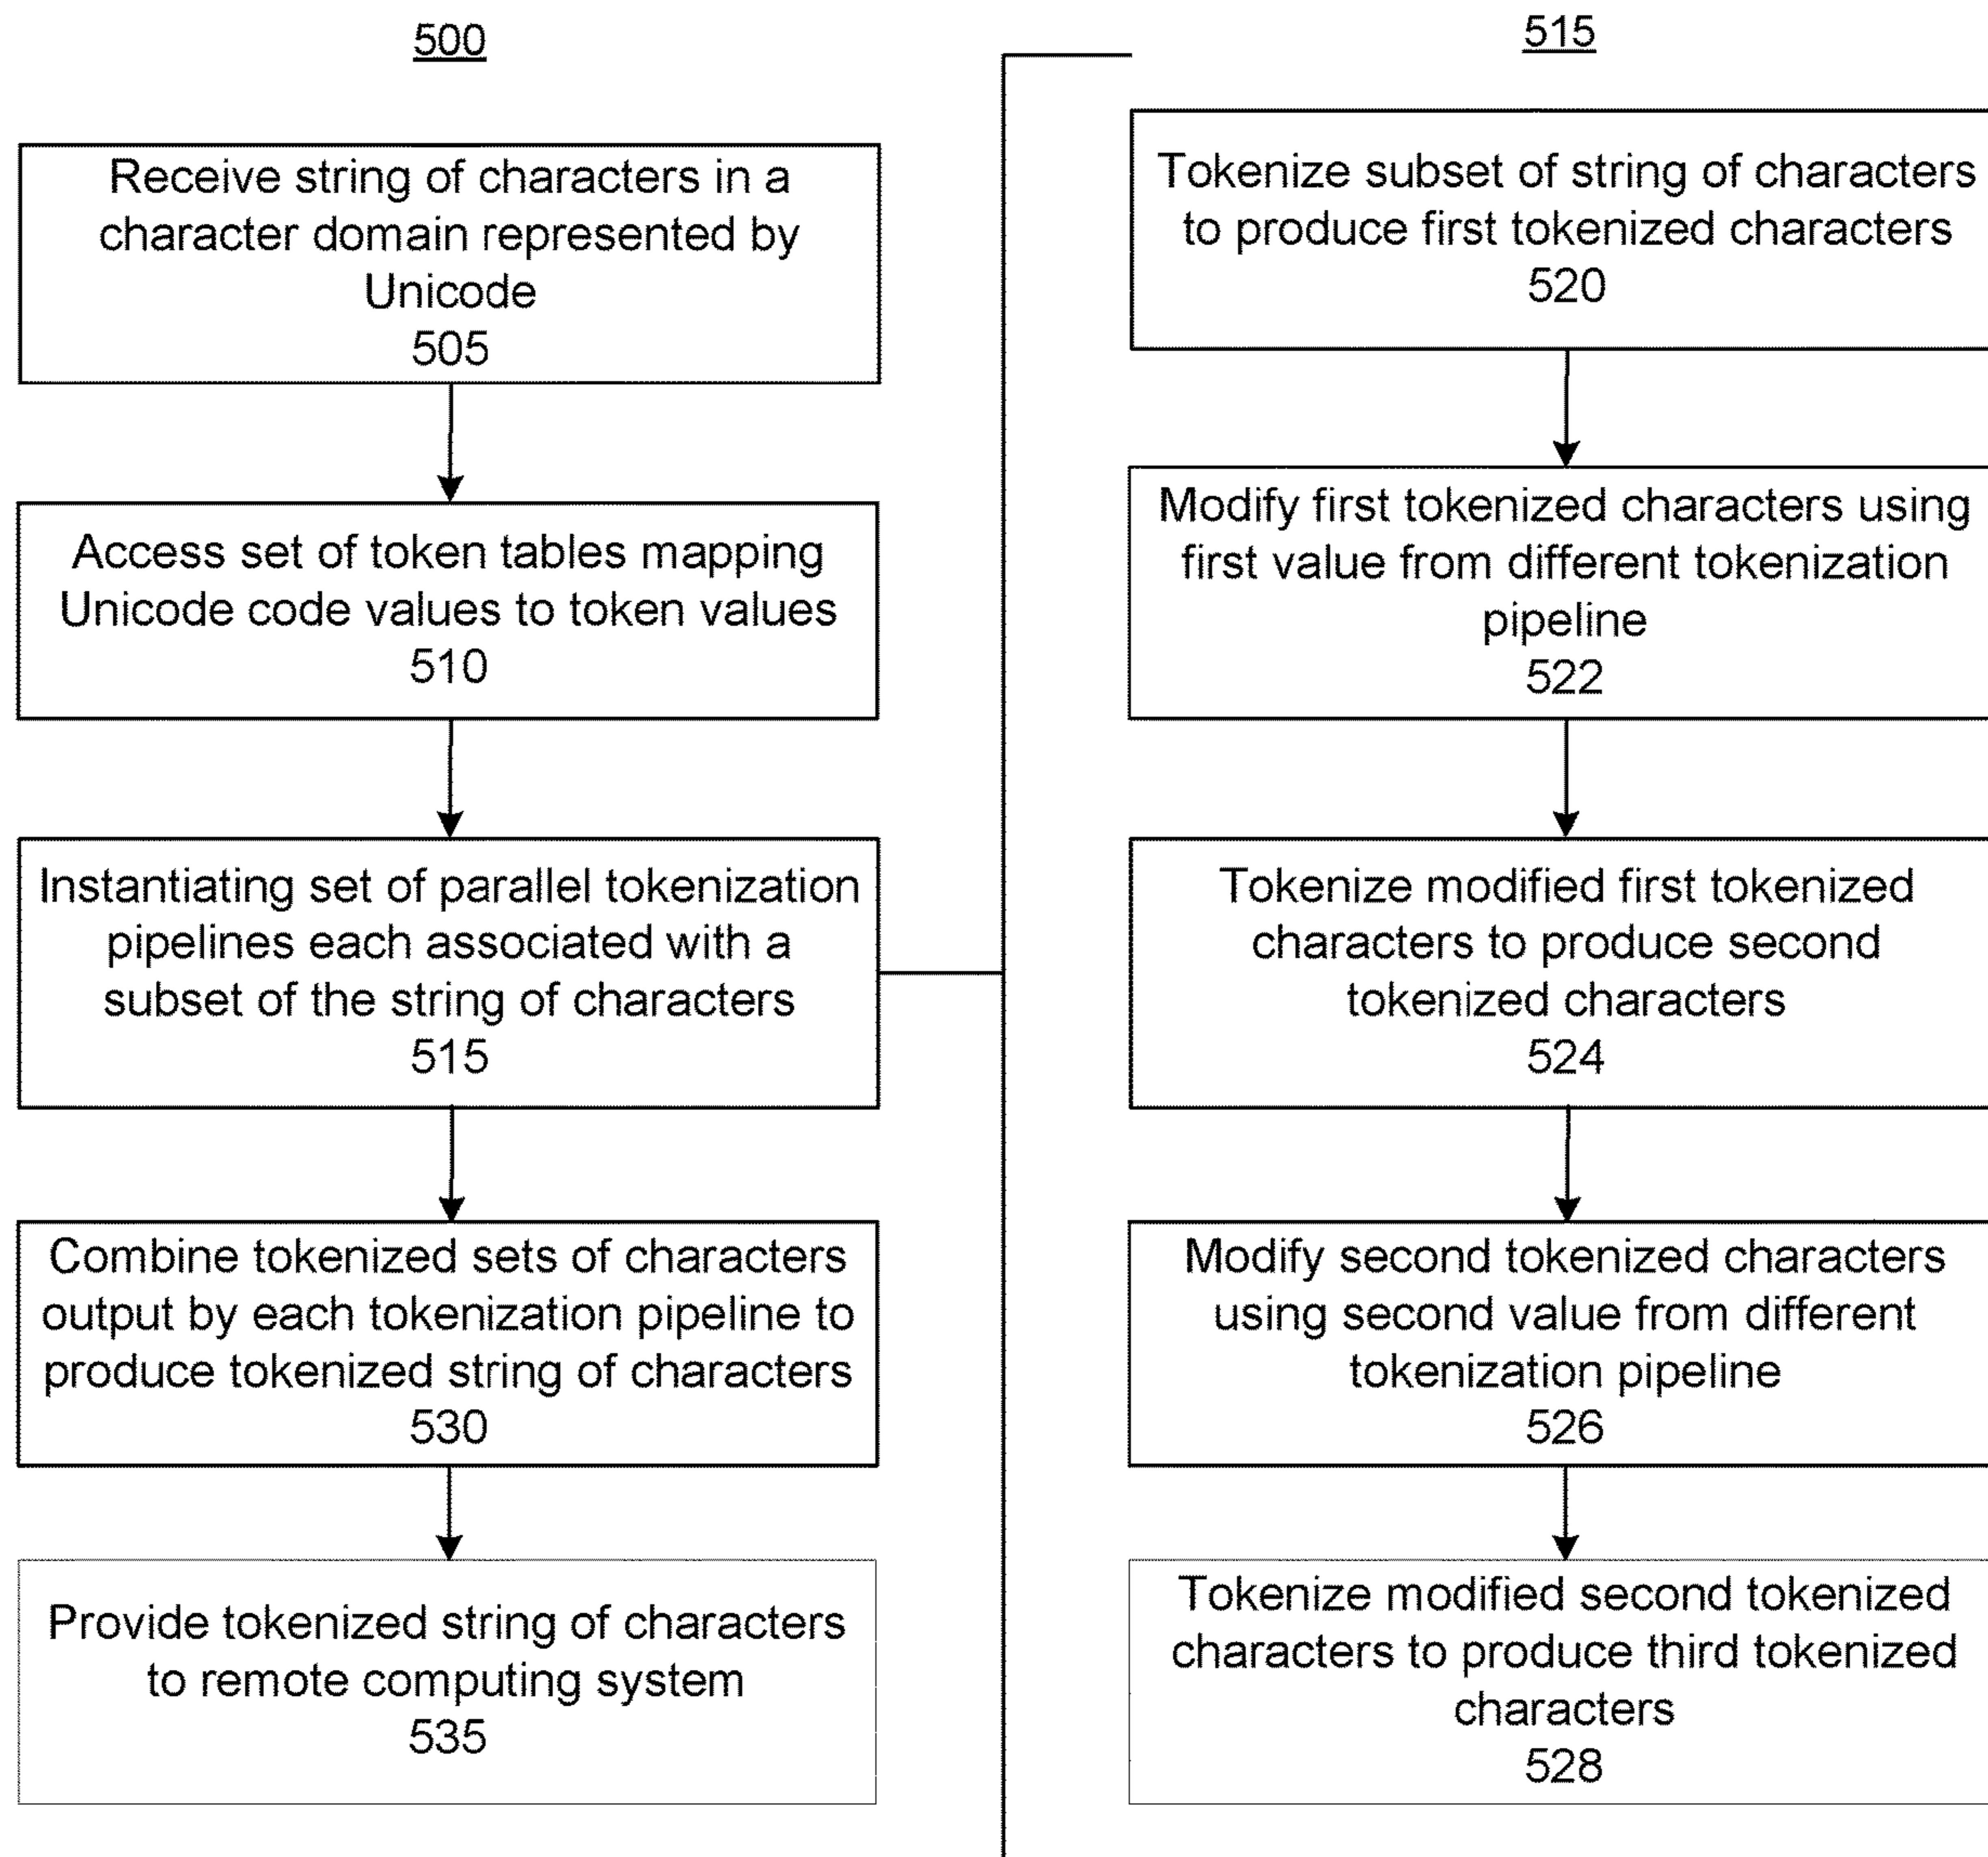 500
Receive string of characters in a
character domain represented by
Unicode
505
Access set of token tables mapping
Unicode code values to token values
510
Instantiating set of parallel tokenization
pipelines each associated with a
subset of the string of characters
515
Combine tokenized sets of characters
output by each tokenization pipeline to
produce tokenized string of characters
530
Provide tokenized string of characters
to remote computing system
535
515
Tokenize subset of string of characters
to produce first tokenized characters
520
Modify first tokenized characters using
first value from different tokenization
pipeline
522
Tokenize modified first tokenized
characters to produce second
tokenized characters
524
Modify second tokenized characters
using second value from different
tokenization pipeline
526
Tokenize modified second tokenized
characters to produce third tokenized
characters
528